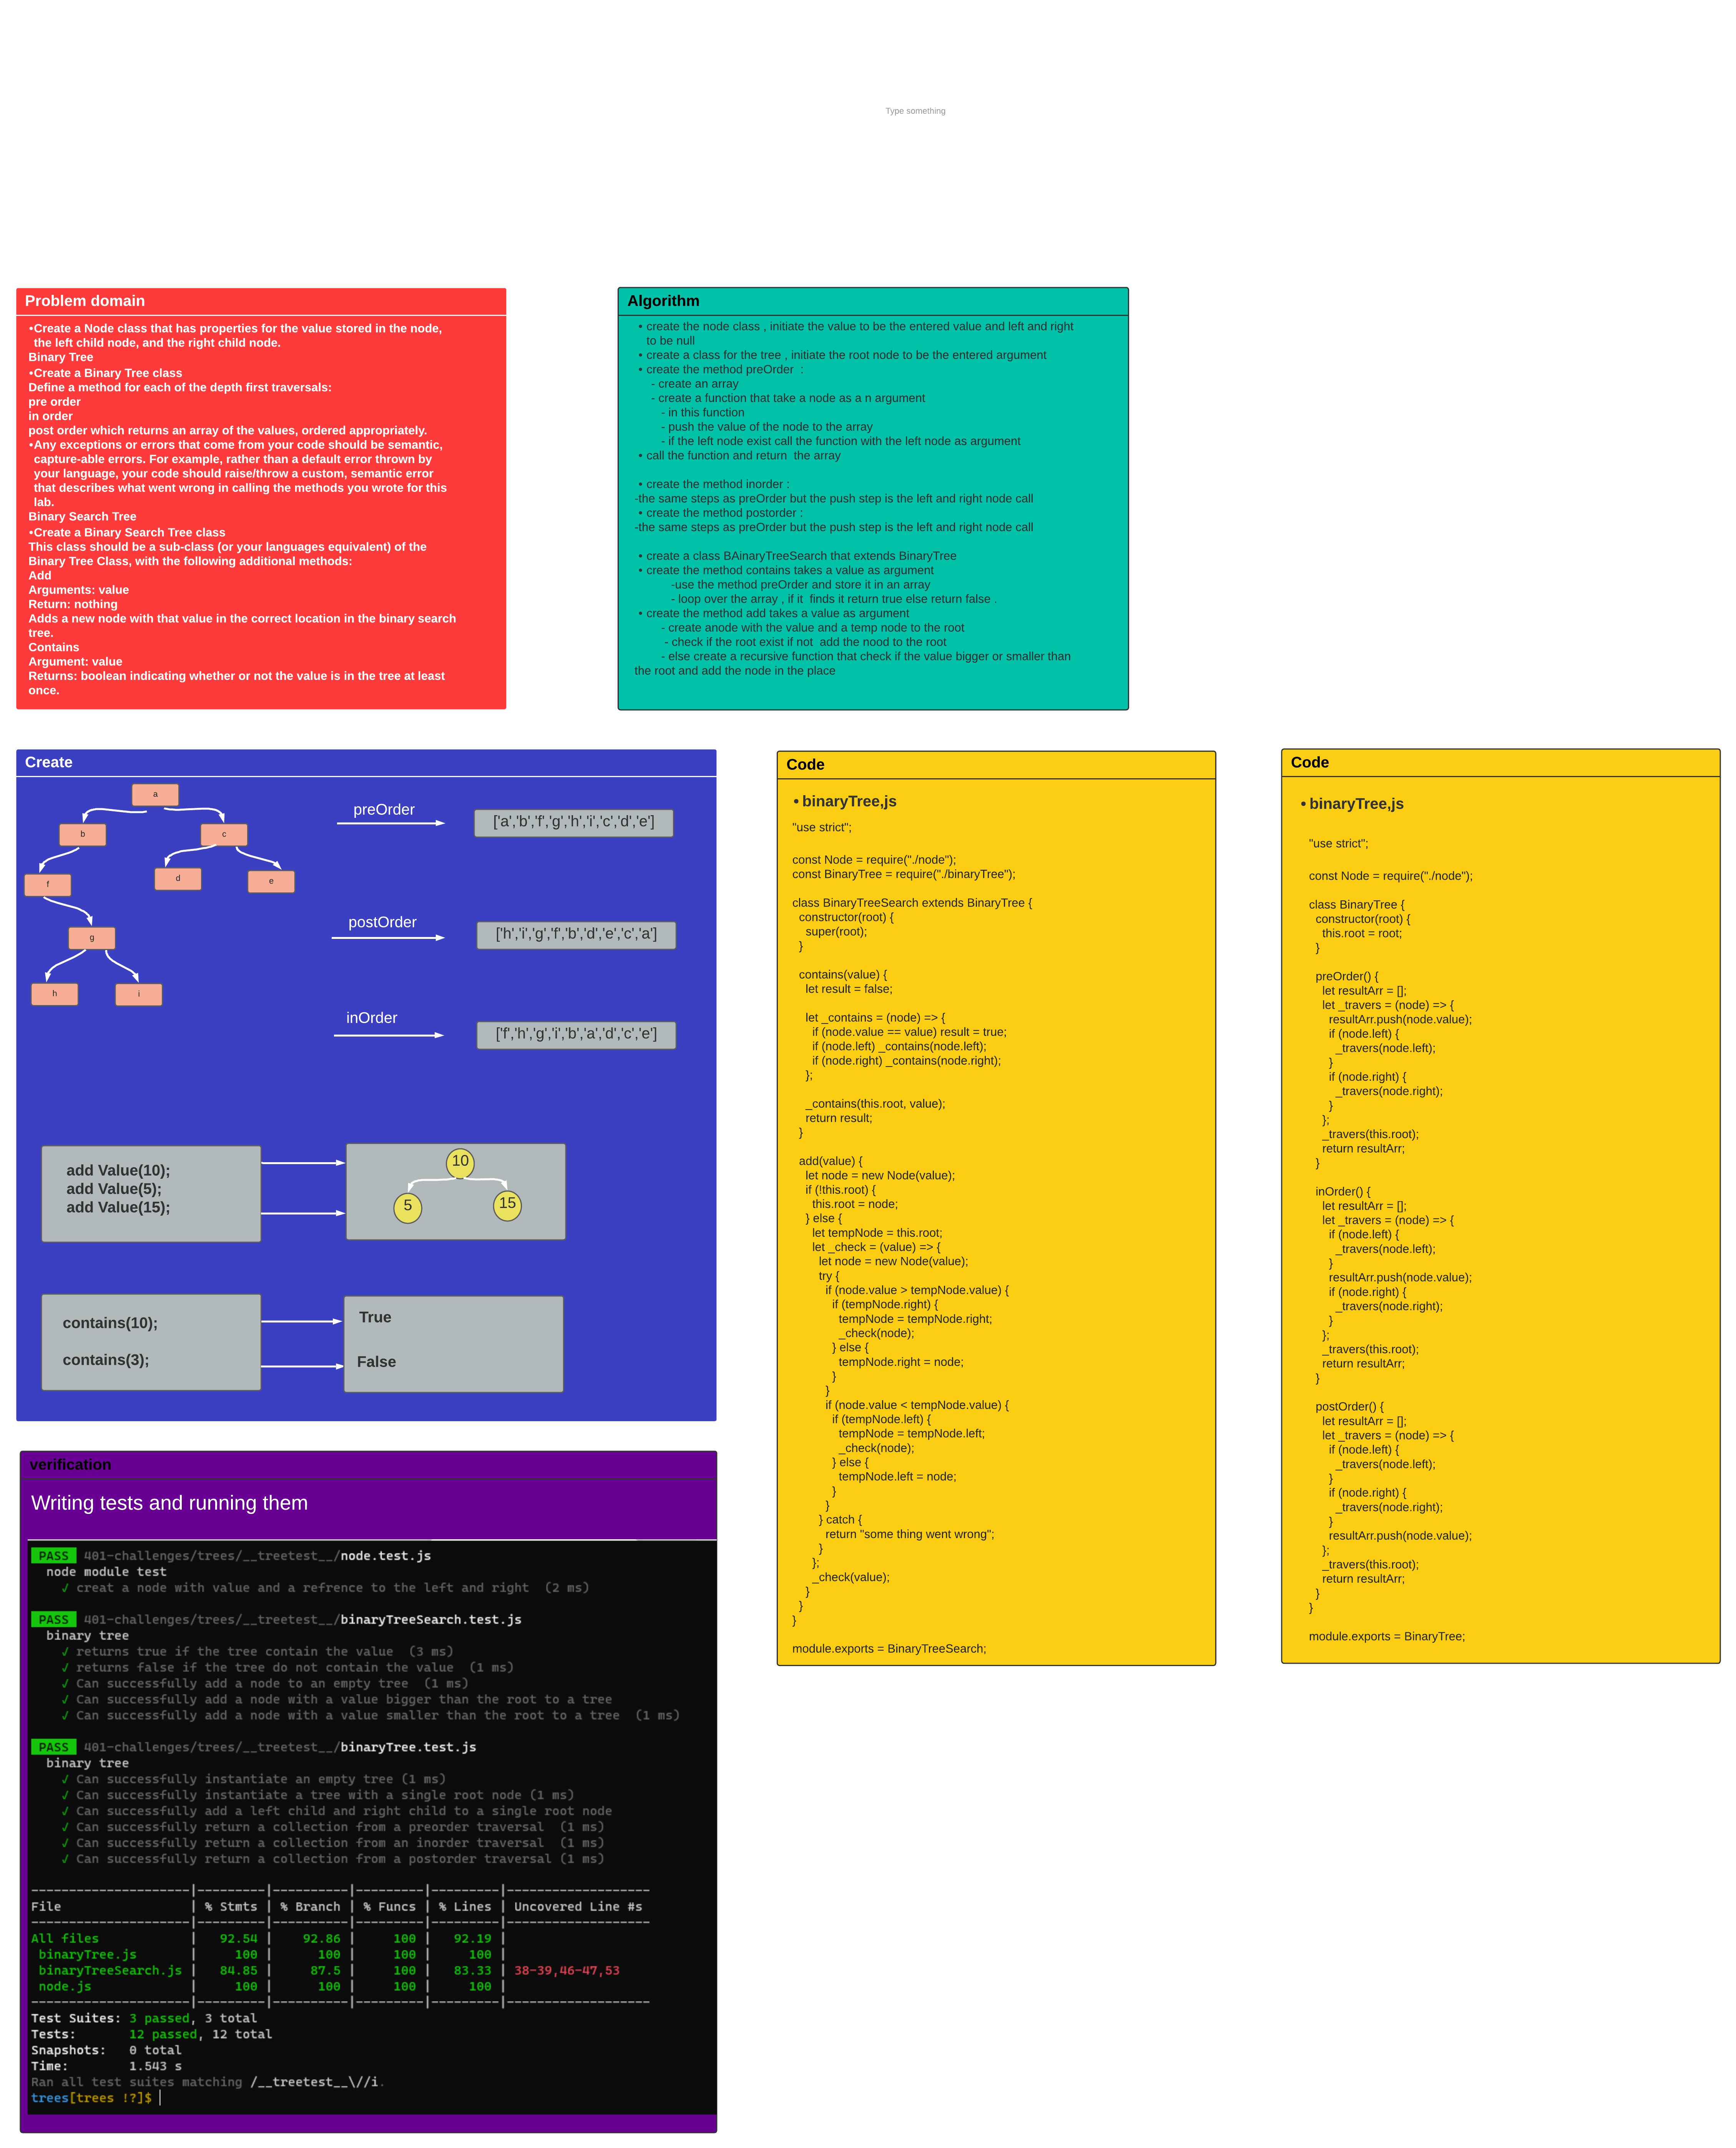 Type something
Problem domain
•Create a Node class that has properties for the value stored in the node,
the left child node, and the right child node.
Binary Tree
•Create a Binary Tree class
Define a method for each of the depth first traversals:
pre order
in order
post order which returns an array of the values, ordered appropriately.
•Any exceptions or errors that come from your code should be semantic,
capture-able errors. For example, rather than a default error thrown by
your language, your code should raise/throw a custom, semantic error
that describes what went wrong in calling the methods you wrote for this
lab.
Binary Search Tree
•Create a Binary Search Tree class
This class should be a sub-class (or your languages equivalent) of the
Binary Tree Class, with the following additional methods:
Add
Arguments: value
Return: nothing
Adds a new node with that value in the correct location in the binary search
tree.
Contains
Argument: value
Returns: boolean indicating whether or not the value is in the tree at least
once.
Algorithm
• create the node class , initiate the value to be the entered value and left and right
to be null
• create a class for the tree , initiate the root node to be the entered argument
• create the method preOrder  :
- create an array
- create a function that take a node as a n argument
- in this function
- push the value of the node to the array
- if the left node exist call the function with the left node as argument
• call the function and return  the array
• create the method inorder :
-the same steps as preOrder but the push step is the left and right node call
• create the method postorder :
-the same steps as preOrder but the push step is the left and right node call
• create a class BAinaryTreeSearch that extends BinaryTree
• create the method contains takes a value as argument
-use the method preOrder and store it in an array
- loop over the array , if it  finds it return true else return false .
• create the method add takes a value as argument
- create anode with the value and a temp node to the root
- check if the root exist if not  add the nood to the root
- else create a recursive function that check if the value bigger or smaller than
the root and add the node in the place
Create
a
b
c
f
d
e
g
h
i
preOrder
['a','b','f','g','h','i','c','d','e']
postOrder
['h','i','g','f','b','d','e','c','a']
inOrder
['f','h','g','i','b','a','d','c','e']
add Value(10);
add Value(5);
add Value(15);
10
5
15
contains(10);
contains(3);
True
False
Code
• binaryTree,js
"use strict";
const Node = require("./node");
const BinaryTree = require("./binaryTree");
class BinaryTreeSearch extends BinaryTree {
constructor(root) {
super(root);
}
contains(value) {
let result = false;
let _contains = (node) => {
if (node.value == value) result = true;
if (node.left) _contains(node.left);
if (node.right) _contains(node.right);
};
_contains(this.root, value);
return result;
}
add(value) {
let node = new Node(value);
if (!this.root) {
this.root = node;
} else {
let tempNode = this.root;
let _check = (value) => {
let node = new Node(value);
try {
if (node.value > tempNode.value) {
if (tempNode.right) {
tempNode = tempNode.right;
_check(node);
} else {
tempNode.right = node;
}
}
if (node.value < tempNode.value) {
if (tempNode.left) {
tempNode = tempNode.left;
_check(node);
} else {
tempNode.left = node;
}
}
} catch {
return "some thing went wrong";
}
};
_check(value);
}
}
}
module.exports = BinaryTreeSearch;
Code
• binaryTree,js
"use strict";
const Node = require("./node");
class BinaryTree {
constructor(root) {
this.root = root;
}
preOrder() {
let resultArr = [];
let _travers = (node) => {
resultArr.push(node.value);
if (node.left) {
_travers(node.left);
}
if (node.right) {
_travers(node.right);
}
};
_travers(this.root);
return resultArr;
}
inOrder() {
let resultArr = [];
let _travers = (node) => {
if (node.left) {
_travers(node.left);
}
resultArr.push(node.value);
if (node.right) {
_travers(node.right);
}
};
_travers(this.root);
return resultArr;
}
postOrder() {
let resultArr = [];
let _travers = (node) => {
if (node.left) {
_travers(node.left);
}
if (node.right) {
_travers(node.right);
}
resultArr.push(node.value);
};
_travers(this.root);
return resultArr;
}
}
module.exports = BinaryTree;
verification
Writing tests and running them
PASS 401-challenges/trees/__treetest__/node.test.js
node module test
✓ creat a node with value and a refrence to the left and right  (2 ms)
PASS 401-challenges/trees/__treetest__/binaryTreeSearch.test.js
binary tree
✓ returns true if the tree contain the value  (3 ms)
✓ returns false if the tree do not contain the value  (1 ms)
✓ Can successfully add a node to an empty tree  (1 ms)
✓ Can successfully add a node with a value bigger than the root to a tree
✓ Can successfully add a node with a value smaller than the root to a tree  (1 ms)
PASS 401-challenges/trees/__treetest__/binaryTree.test.js
binary tree
✓ Can successfully instantiate an empty tree (1 ms)
✓ Can successfully instantiate a tree with a single root node (1 ms)
✓ Can successfully add a left child and right child to a single root node
✓ Can successfully return a collection from a preorder traversal  (1 ms)
✓ Can successfully return a collection from an inorder traversal  (1 ms)
✓ Can successfully return a collection from a postorder traversal (1 ms)
---------------------|---------|----------|---------|---------|-------------------
File | % Stmts | % Branch | % Funcs | % Lines | Uncovered Line #s
---------------------|---------|----------|---------|---------|-------------------
All files | 92.54 | 92.86 | 100 | 92.19 |
binaryTree.js | 100 | 100 | 100 | 100 |
binaryTreeSearch.js | 84.85 | 87.5 | 100 | 83.33 | 38-39,46-47,53
node.js | 100 | 100 | 100 | 100 |
---------------------|---------|----------|---------|---------|-------------------
Test Suites: 3 passed, 3 total
Tests: 12 passed, 12 total
Snapshots: 0 total
Time: 1.543 s
Ran all test suites matching /__treetest__\//i.
trees[trees !?]$